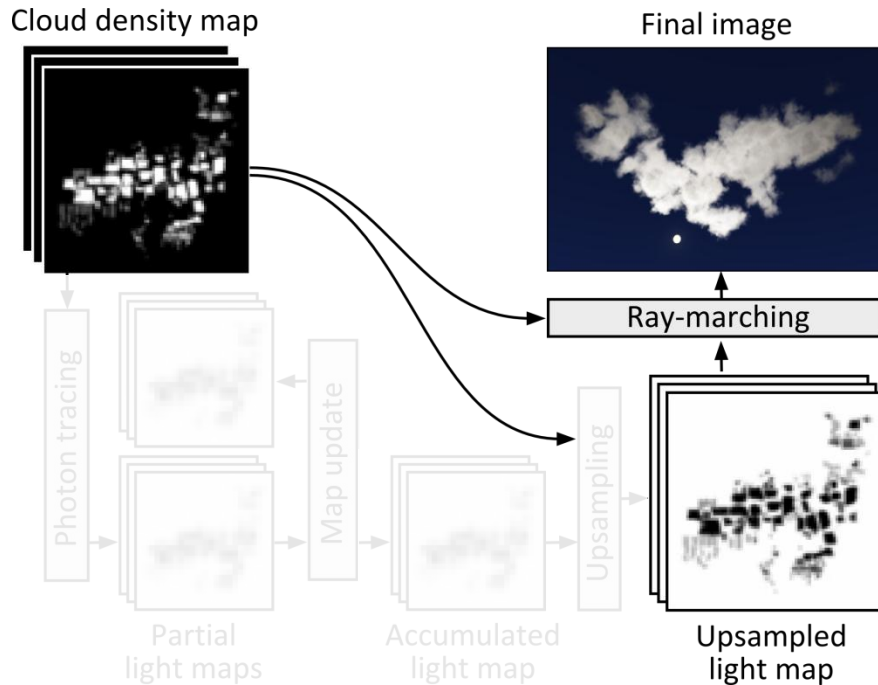 Cloud density map
Final image
Ray-marching
Photon tracing
Map update
Upsampling
Partial
light maps
Accumulated
light map
Upsampled
light map